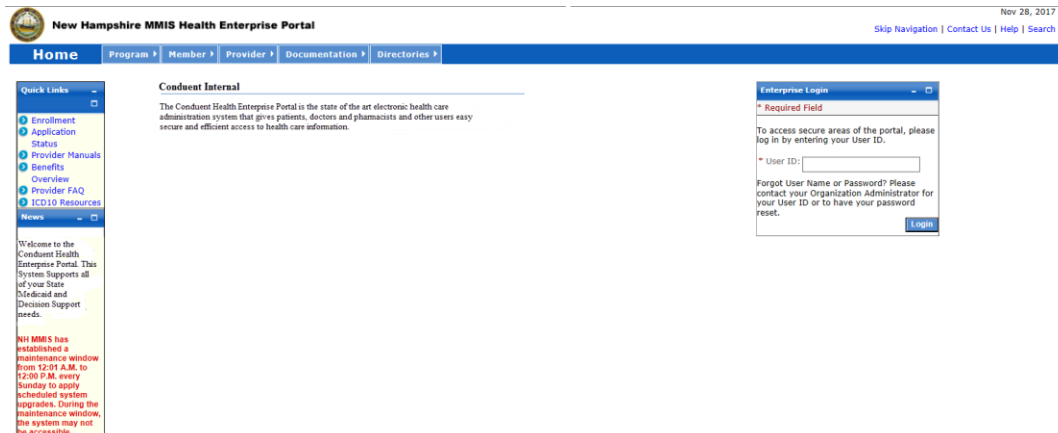 Nov 28, 2017
New Hampshire MMIS Health Enterprise Portal
Skip Navigation | Contact Us | Help | Search
Home Program Member Provider Documentation Directories
Quick Links
Enrollment
Application
Status
Provider Manuals
Benefits
Overview
Provider FAQ
ICD10 Resources
News
Welcome to the
Conduent Health
Enterprise Portal. This
System Supports all
of your State
Medicaid and
Decision Support
needs.
NH MMIS has
established a
maintenance window
from 12:01 A.M. to
12:00 P.M. every
Sunday to apply
scheduled system
upgrades. During the
maintenance window,
the system may not
be accessible
Conduent Internal
The Conduent Health Enterprise Portal is the state of the art electronic health care
administration system that gives patients, doctors and pharmacists and other users easy
secure and efficient access to health care information.
Enterprise Login
* Required Field
To access secure areas of the portal, please
log in by entering your User ID.
* User ID:
Forgot User Name or Password? Please
contact your Organization Administrator for
your User ID or to have your password
reset.
Login